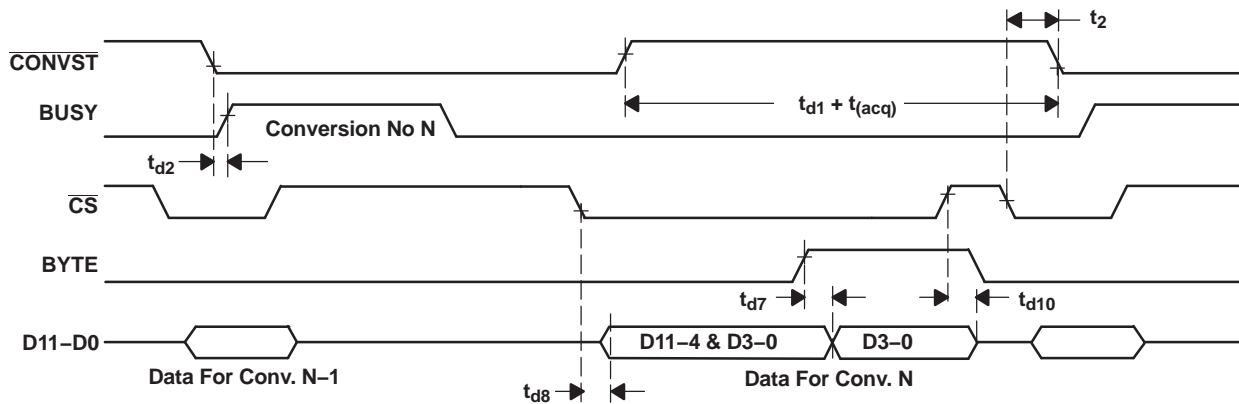 t2
CONVST
td1 + t(acq)
BUSY
Conversion No N
td2
CS
BYTE
td7
td10
D11–D0
D11–4 & D3–0
D3–0
Data For Conv. N–1
Data For Conv. N
td8